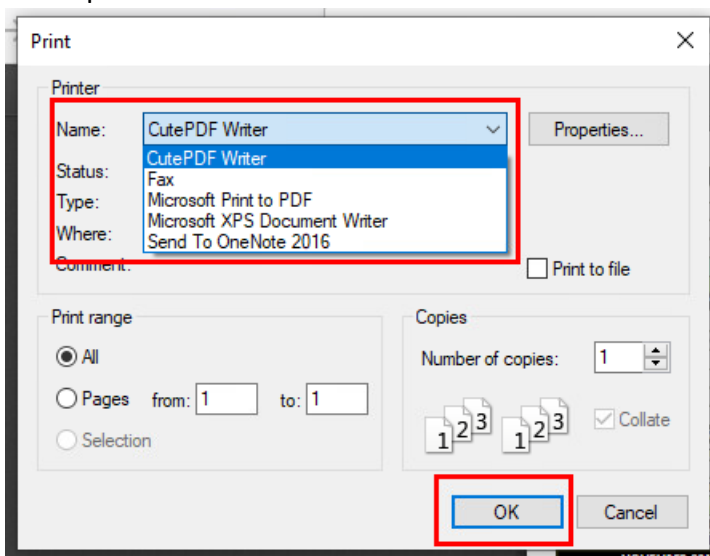 Print
Printer
Name: CutePDF Writer Properties...
CutePDF Writer
Status: Fax
Type: Microsoft Print to PDF
Microsoft XPS Document Writer
Where: Send To OneNote 2016
Comment: Print to file
Print range
All
Pages from: 1 to: 1
Selection
Copies
Number of copies: 1
1 2 3 1 2 3 Collate
OK Cancel